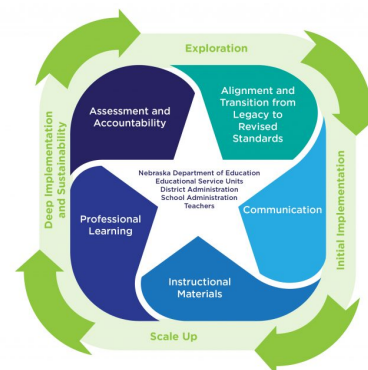 Exploration
Assessment and
Accountability
Alignment and
Transition from
Legacy to
Revised
Standards
Nebraska Department of Education
Educational Service Units
District Administration
School Administration
Teachers
Deep Implementation
and Sustainability
Professional
Learning
Communication
Initial Implementation
Instructional
Materials
Scale Up